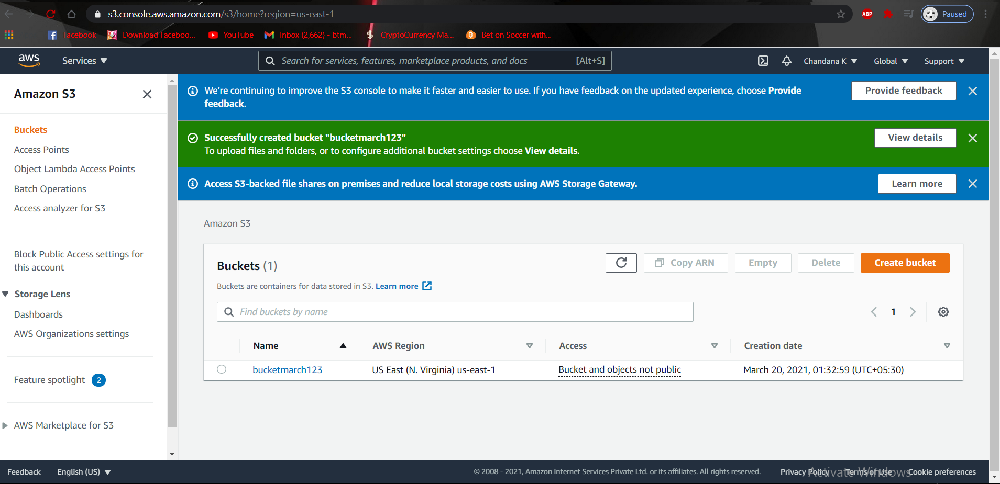 s3.console.aws.amazon.com/s3/home?region=us-east-1
ABP
Paused
Facebook
Download Faceboo...
YouTube
Inbox (2,662) - btm...
CryptoCurrency Ma...
Bet on Soccer with...
aws
Services
Search for services, features, marketplace products, and docs
[Alt+S]
Chandana K
Global
Support
Amazon S3
Buckets
Access Points
Object Lambda Access Points
Batch Operations
Access analyzer for S3
Block Public Access settings for
this account
Storage Lens
Dashboards
AWS Organizations settings
Feature spotlight 2
AWS Marketplace for S3
We're continuing to improve the S3 console to make it faster and easier to use. If you have feedback on the updated experience, choose Provide
feedback.
Provide feedback
Successfully created bucket "bucketmarch123"
To upload files and folders, or to configure additional bucket settings choose View details.
View details
Access S3-backed file shares on premises and reduce local storage costs using AWS Storage Gateway.
Learn more
Amazon S3
Buckets (1)
Copy ARN
Empty
Delete
Create bucket
Buckets are containers for data stored in S3. Learn more
Find buckets by name
1
Name AWS Region Access Creation date
bucketmarch123 US East (N. Virginia) us-east-1 Bucket and objects not public March 20, 2021, 01:32:59 (UTC+05:30)
Feedback
English (US)
© 2008 - 2021, Amazon Internet Services Private Ltd. or its affiliates. All rights reserved.
Privacy Policy
Terms of Use
Cookie preferences
Activate Windows